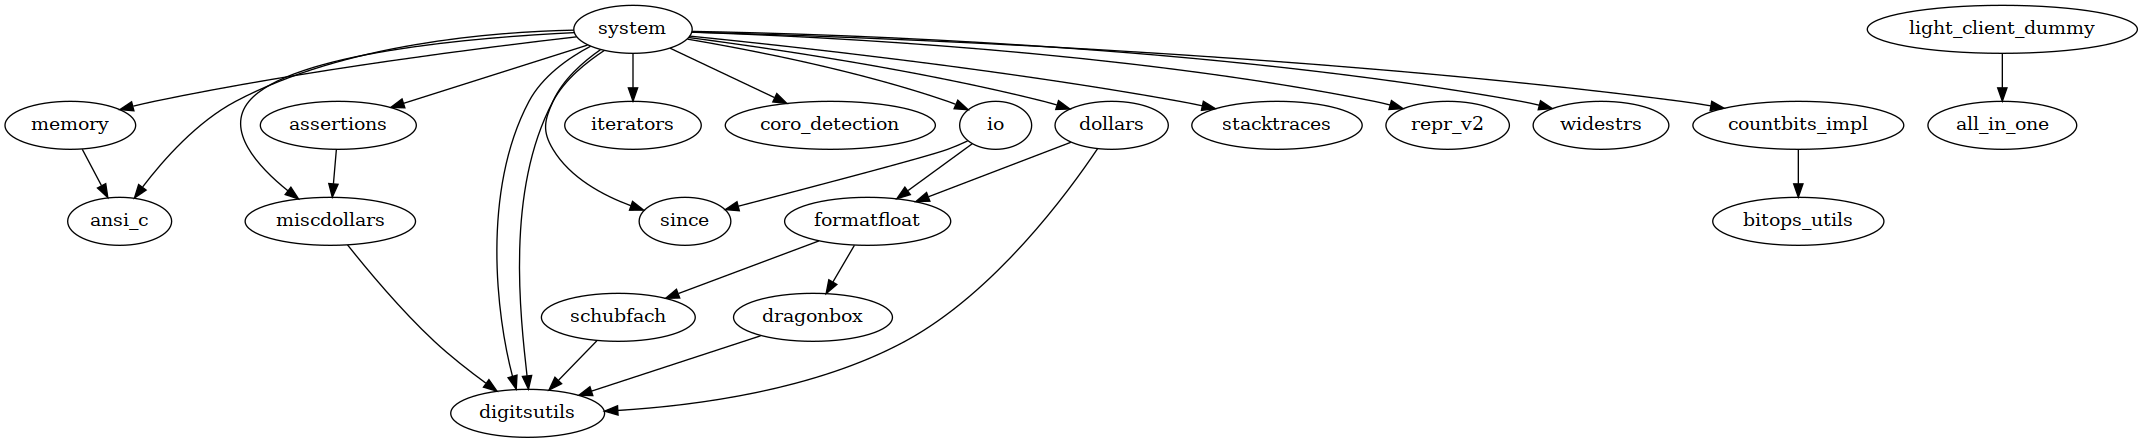 system
light_client_dummy
memory
assertions
iterators
coro_detection
io
dollars
stacktraces
repr_v2
widestrs
countbits_impl
all_in_one
ansi_c
miscdollars
since
formatfloat
bitops_utils
schubfach
dragonbox
digitsutils